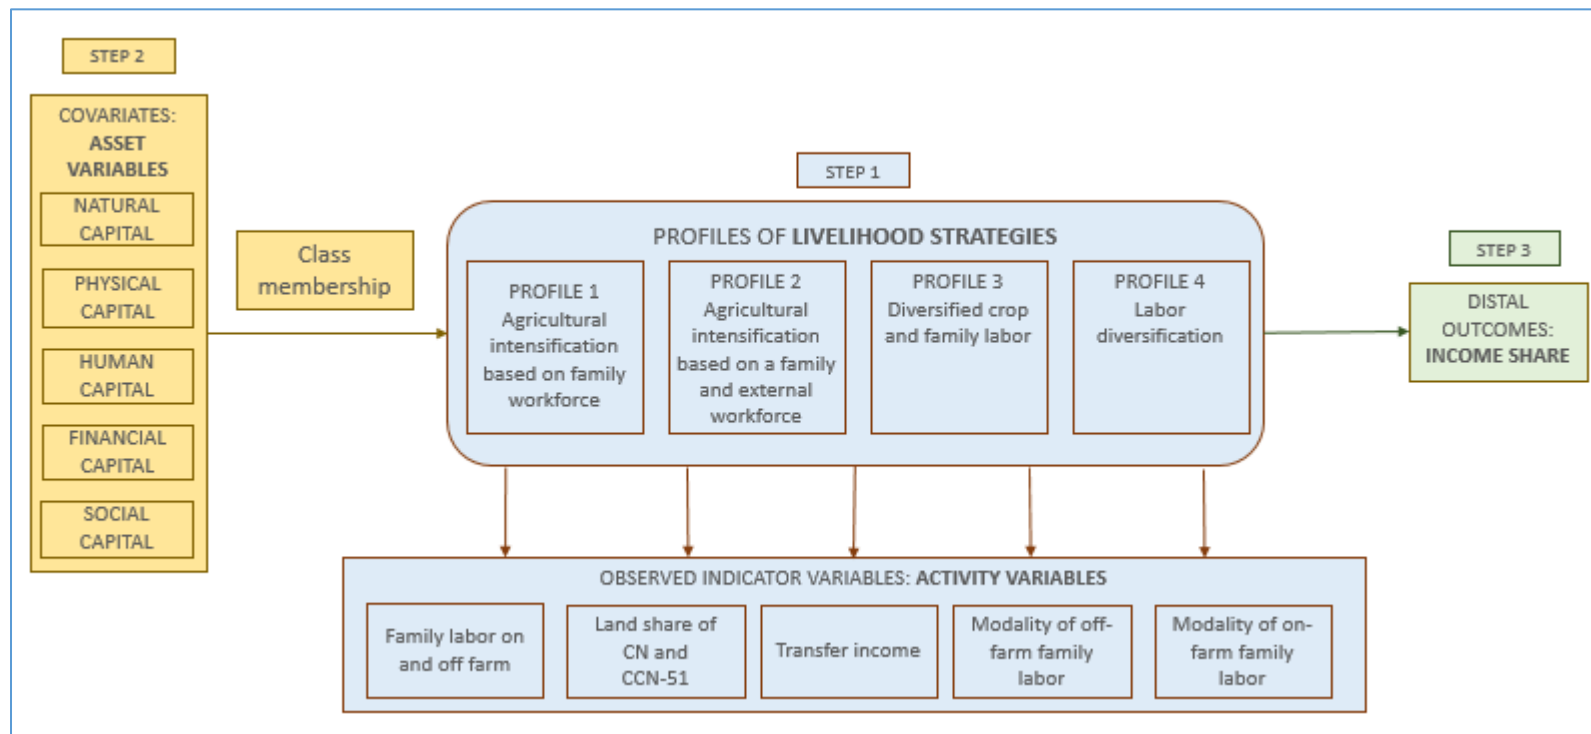 STEP 2
COVARIATES:
ASSET
VARIABLES
NATURAL
CAPITAL
PHYSICAL
CAPITAL
HUMAN
CAPITAL
FINANCIAL
CAPITAL
SOCIAL
CAPITAL
Class
membership
STEP 1
PROFILES OF LIVELIHOOD STRATEGIES
PROFILE 1
Agricultural
intensification
based on family
workforce
PROFILE 2
Agricultural
intensification
based on a family
and external
workforce
PROFILE 3
Diversified crop
and family labor
PROFILE 4
Labor
diversification
STEP 3
DISTAL
OUTCOMES:
INCOME SHARE
OBSERVED INDICATOR VARIABLES: ACTIVITY VARIABLES
Family labor on
and off farm
Land share of
CN and
CCN-51
Transfer income
Modality of off-
farm family
labor
Modality of on-
farm family
labor